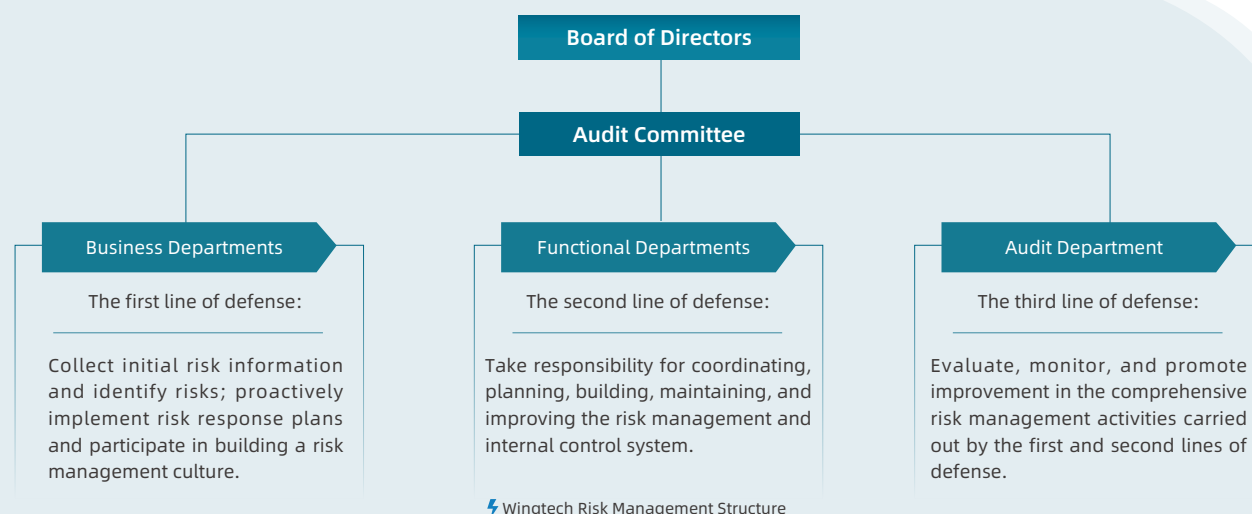 Board of Directors
Audit Committee
Business Departments
The first line of defense:
Collect initial risk information
and identify risks; proactively
implement risk response plans
and participate in building a risk
management culture.
Functional Departments
The second line of defense:
Take responsibility for coordinating,
planning, building, maintaining, and
improving the risk management and
internal control system.
Audit Department
The third line of defense:
Evaluate, monitor, and promote
improvement in the comprehensive
risk management activities carried
out by the first and second lines of
defense.
Wingtech Risk Management Structure